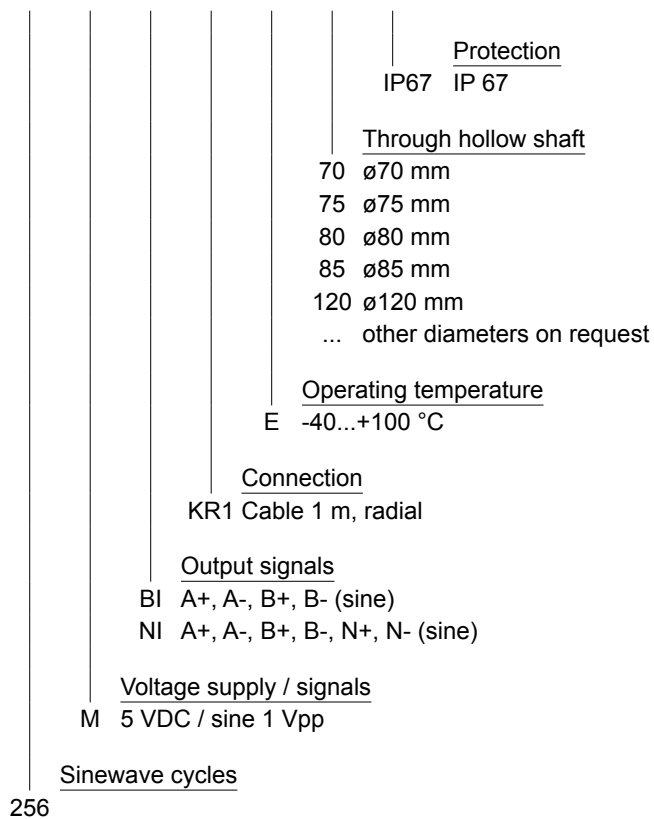 Protection
IP67 IP 67
Through hollow shaft
70 ø70 mm
75 ø75 mm
80 ø80 mm
85 ø85 mm
120 ø120 mm
... other diameters on request
Operating temperature
E -40...+100 °C
Connection
KR1 Cable 1 m, radial
Output signals
BI A+, A-, B+, B- (sine)
NI A+, A-, B+, B-, N+, N- (sine)
Voltage supply / signals
M 5 VDC / sine 1 Vpp
Sinewave cycles
256